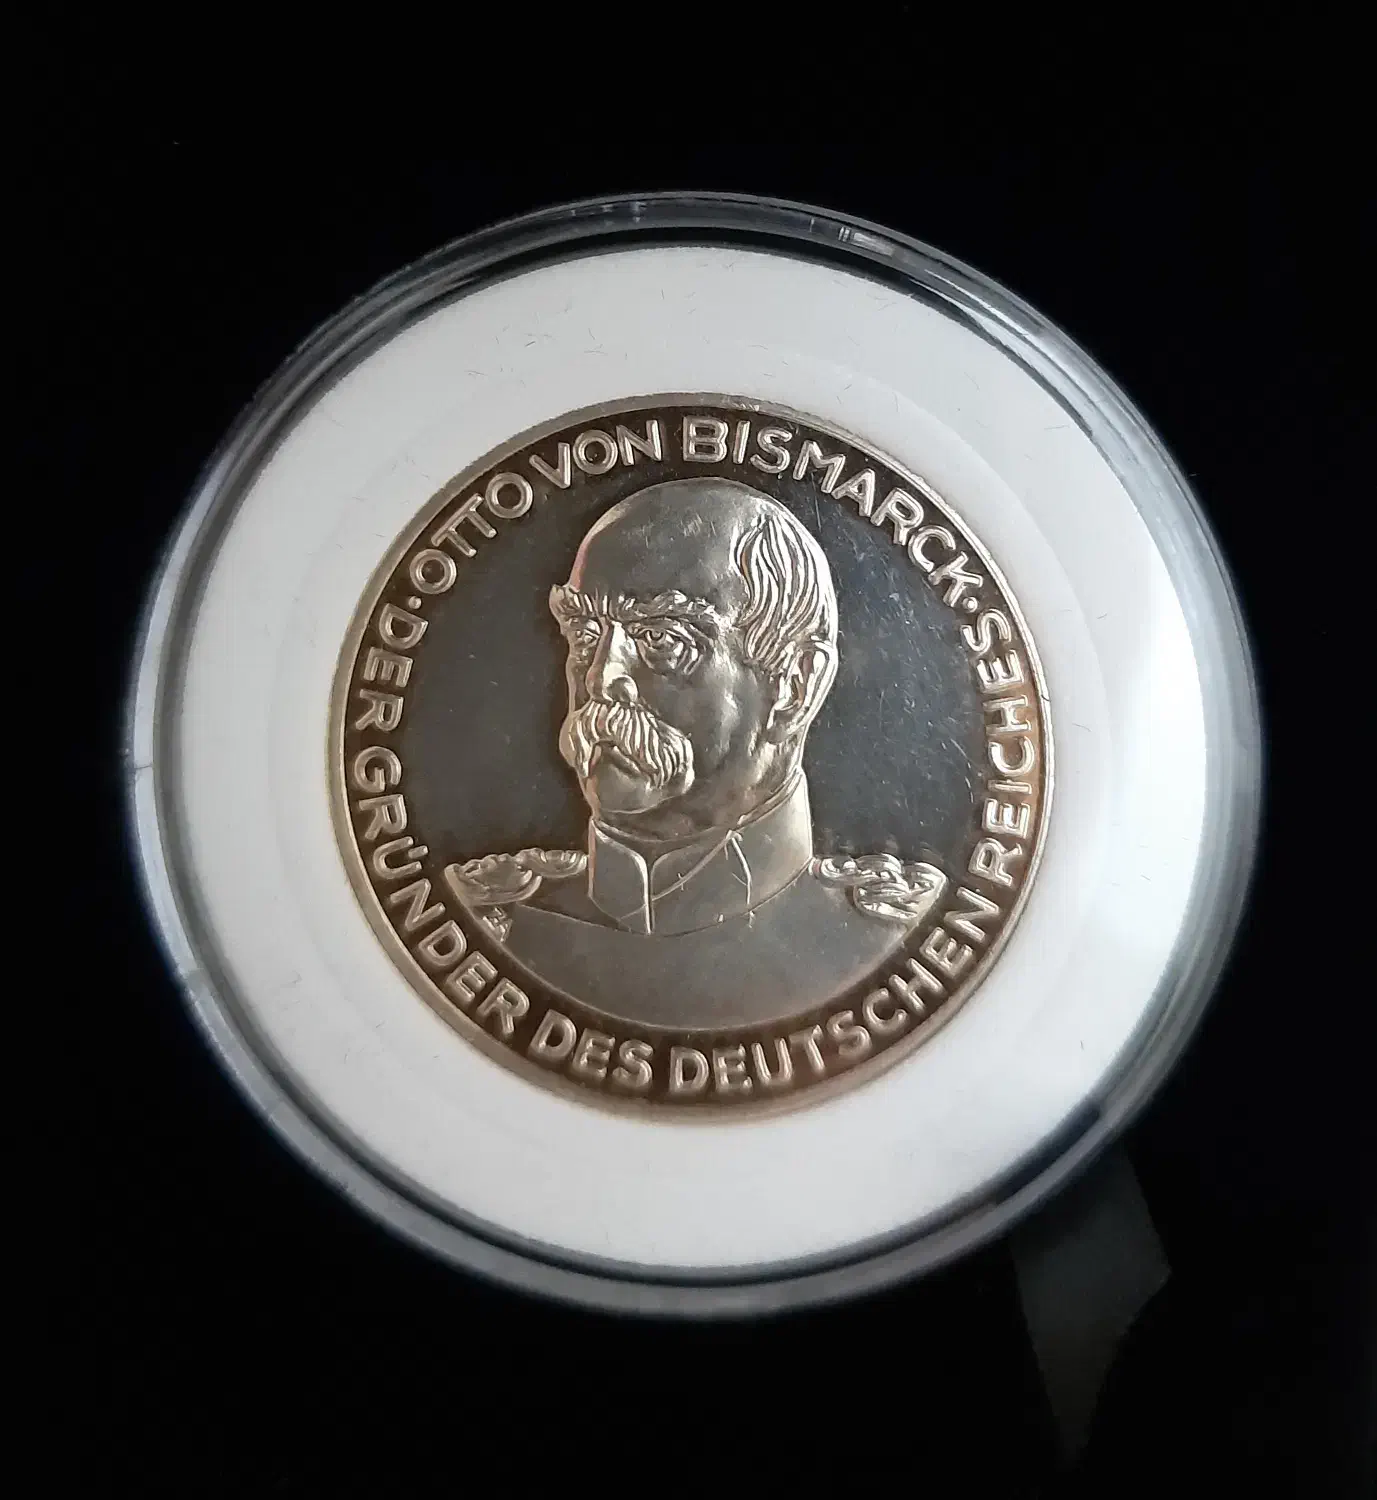 · OTTO VON BISMARCK ·
DER GRÜNDER DES DEUTSCHEN REICHES